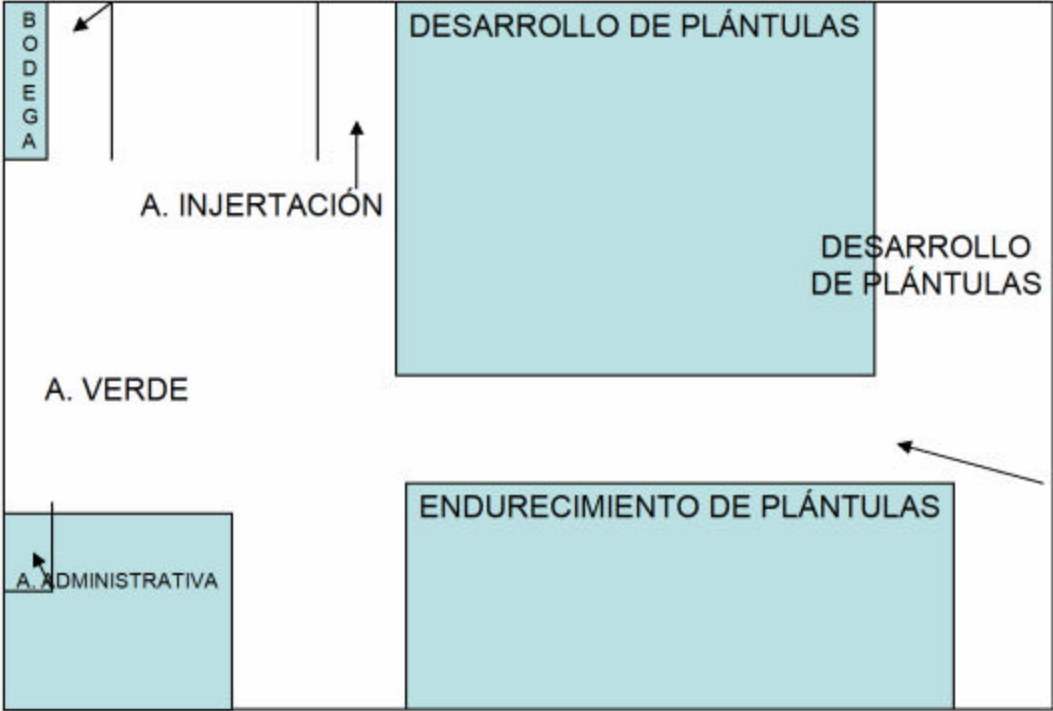 BODEGA
DESARROLLO DE PLÁNTULAS
A. INJERTACIÓN
DESARROLLO
DE PLÁNTULAS
A. VERDE
ENDURECIMIENTO DE PLÁNTULAS
A. ADMINISTRATIVA